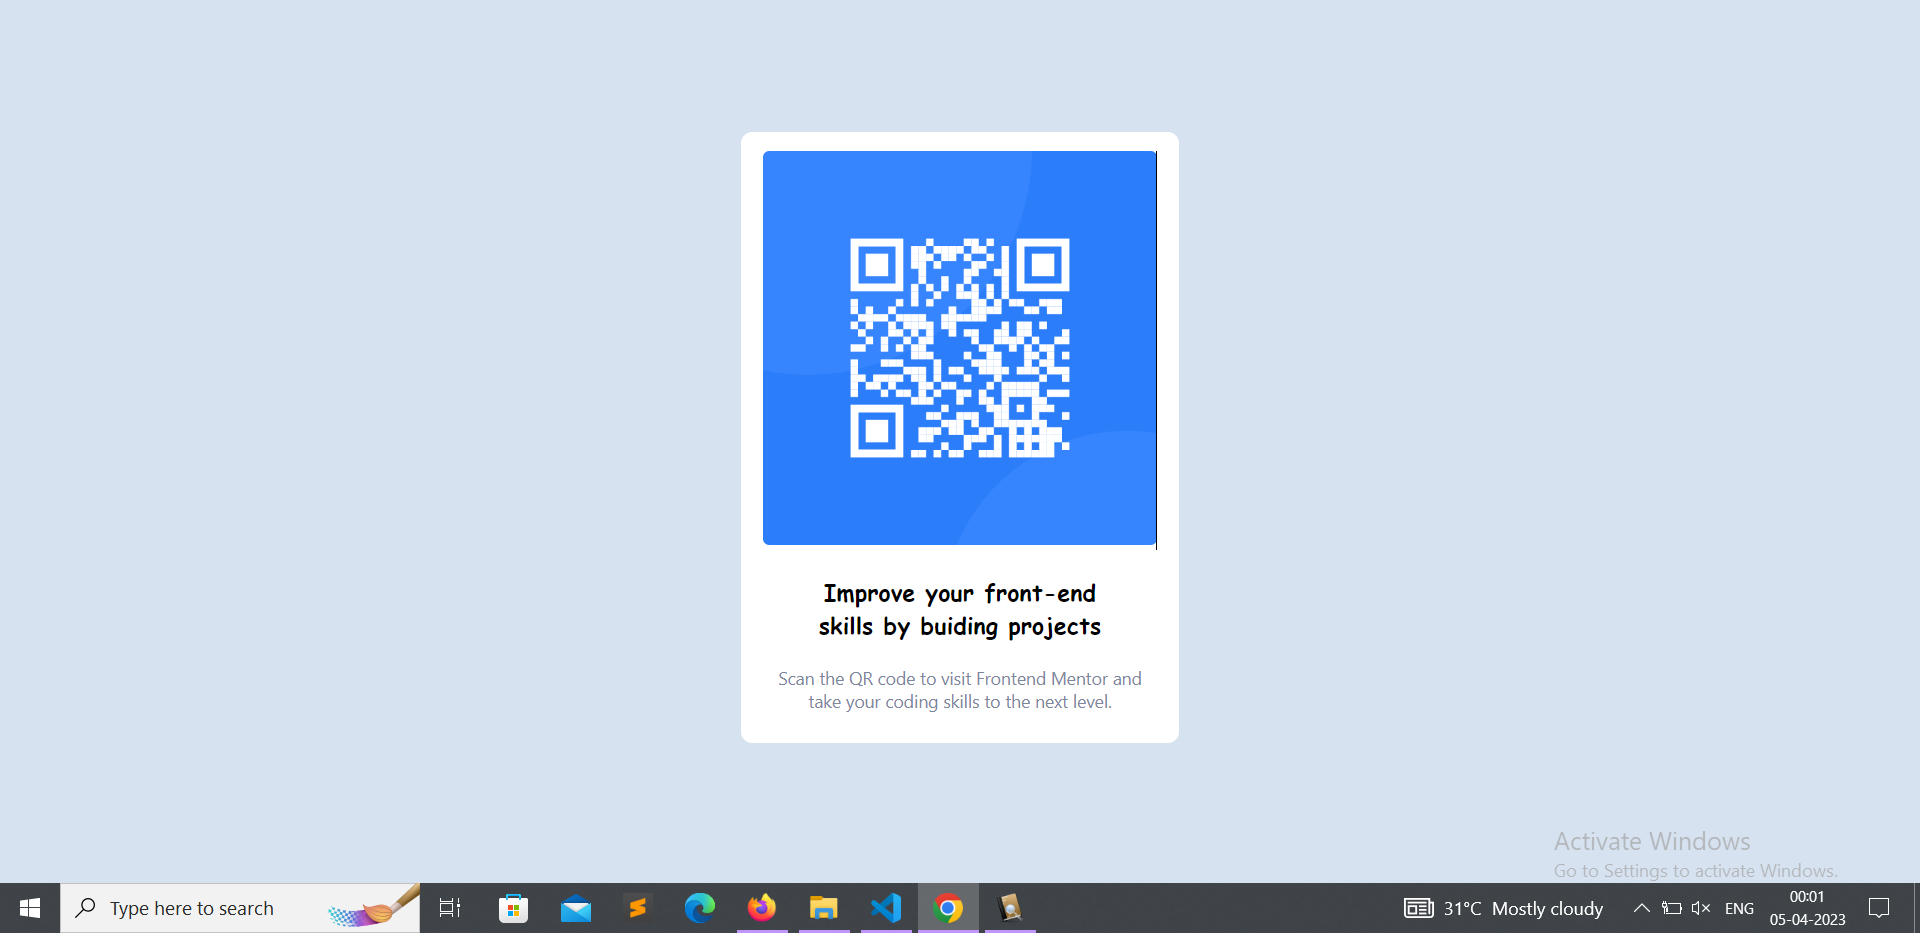 Improve your front-end
skills by buiding projects
Scan the QR code to visit Frontend Mentor and
take your coding skills to the next level.
Activate Windows
Go to Settings to activate Windows.
Type here to search
31°C Mostly cloudy
ENG
00:01
05-04-2023